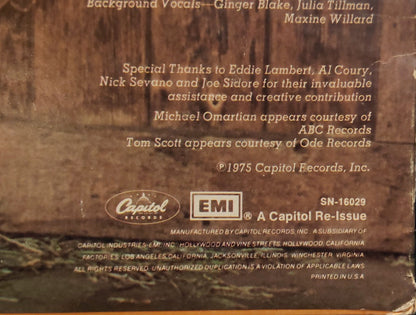 Background Vocals—Ginger Blake, Julia Tillman,
Maxine Willard
Special Thanks to Eddie Lambert, Al Coury,
Nick Sevano and Joe Sidore for their invaluable
assistance and creative contribution
Michael Omartian appears courtesy of
ABC Records
Tom Scott appears courtesy of Ode Records
℗1975 Capitol Records, Inc.
Capitol
RECORDS
EMI ® A Capitol Re-Issue
SN-16029
MANUFACTURED BY CAPITOL RECORDS, INC. A SUBSIDIARY OF
CAPITOL INDUSTRIES-EMI, INC. HOLLYWOOD AND VINE STREETS, HOLLYWOOD, CALIFORNIA.
FACTORIES: LOS ANGELES, CALIFORNIA; JACKSONVILLE, ILLINOIS; WINCHESTER, VIRGINIA.
ALL RIGHTS RESERVED. UNAUTHORIZED DUPLICATION IS A VIOLATION OF APPLICABLE LAWS.
PRINTED IN U.S.A.